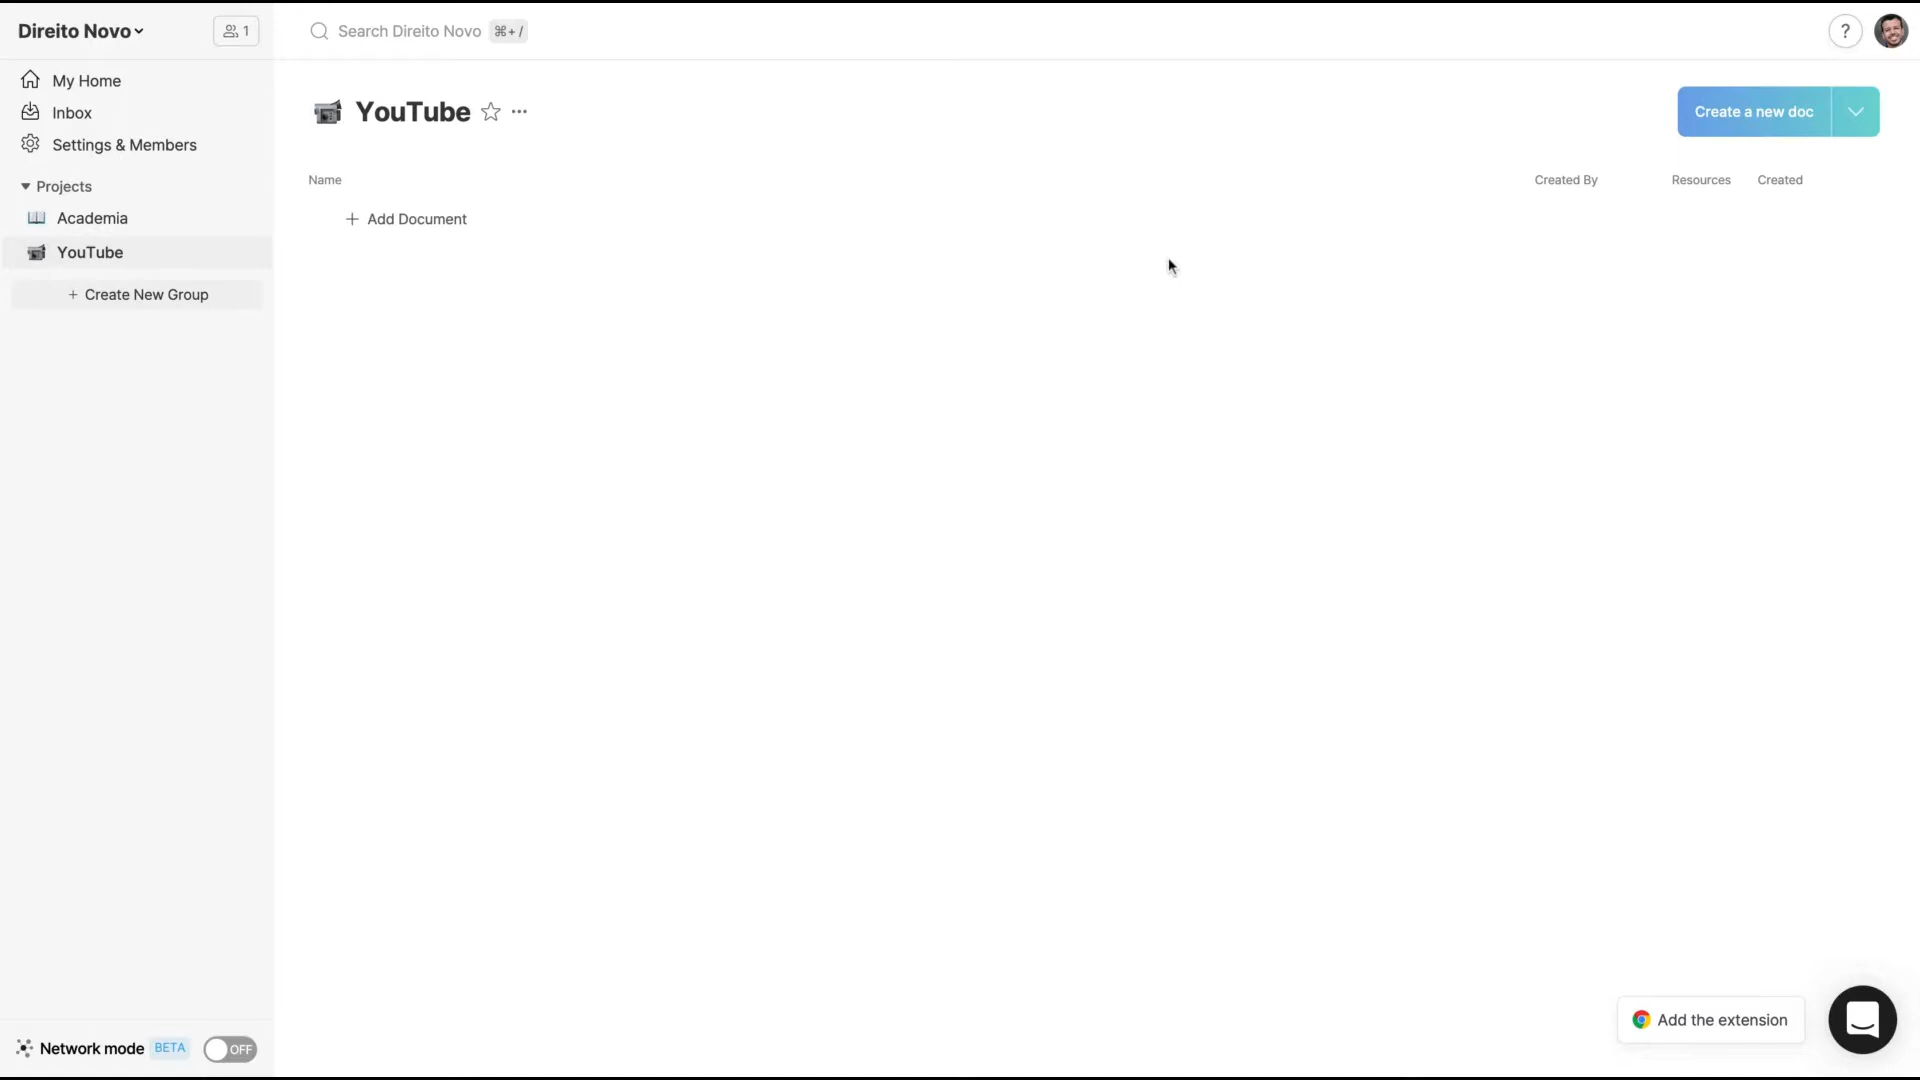 Direito Novo
1
Search Direito Novo ⌘+ /
?
My Home
Inbox
Settings & Members
Projects
Academia
YouTube
+ Create New Group
YouTube
Create a new doc
Name
Created By
Resources
Created
+ Add Document
Network mode BETA OFF
Add the extension